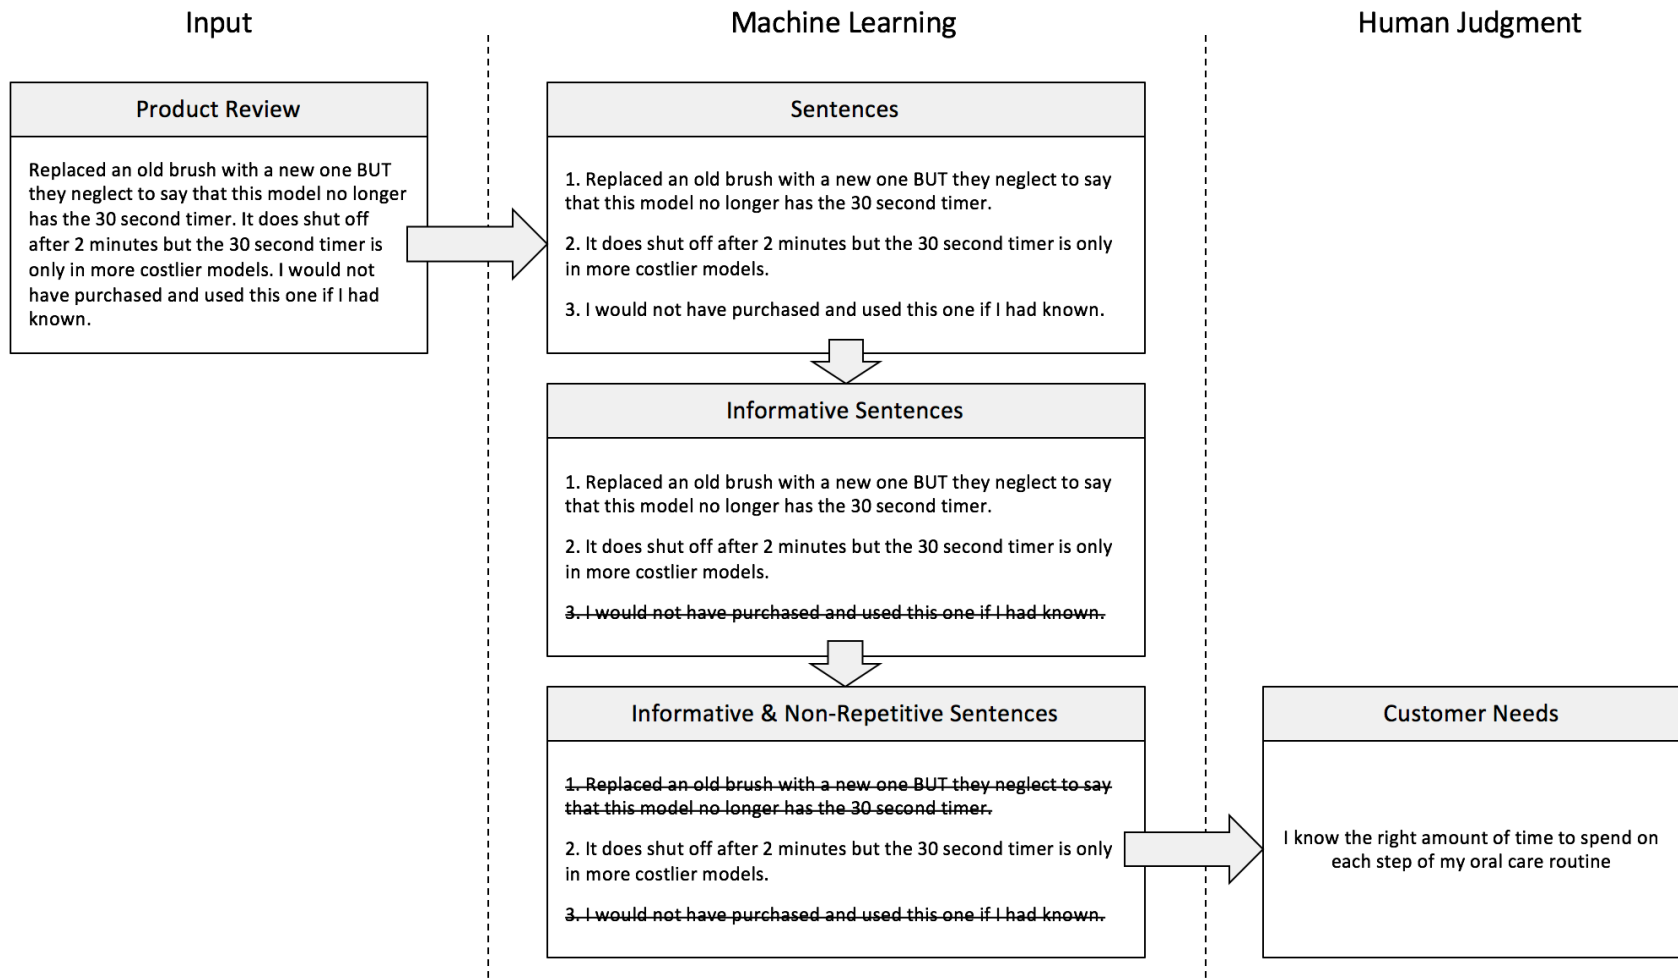 Input
Machine Learning
Human Judgment
Product Review
Replaced an old brush with a new one BUT
they neglect to say that this model no longer
has the 30 second timer. It does shut off
after 2 minutes but the 30 second timer is
only in more costlier models. I would not
have purchased and used this one if I had
known.
Sentences
1. Replaced an old brush with a new one BUT they neglect to say
that this model no longer has the 30 second timer.
2. It does shut off after 2 minutes but the 30 second timer is only
in more costlier models.
3. I would not have purchased and used this one if I had known.
Informative Sentences
1. Replaced an old brush with a new one BUT they neglect to say
that this model no longer has the 30 second timer.
2. It does shut off after 2 minutes but the 30 second timer is only
in more costlier models.
3. I would not have purchased and used this one if I had known.
Informative & Non-Repetitive Sentences
1. Replaced an old brush with a new one BUT they neglect to say
that this model no longer has the 30 second timer.
2. It does shut off after 2 minutes but the 30 second timer is only
in more costlier models.
3. I would not have purchased and used this one if I had known.
Customer Needs
I know the right amount of time to spend on
each step of my oral care routine